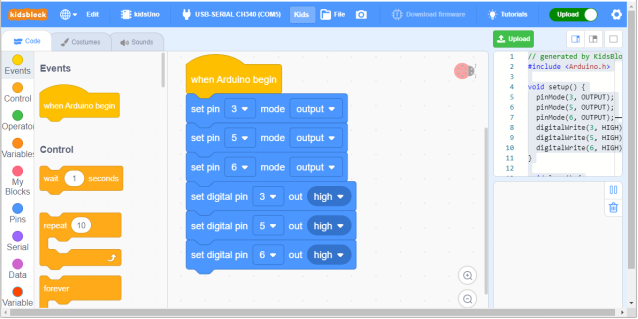 kidsblock Edit kidsUno USB-SERIAL CH340 (COM5) Kids File Download firmware Tutorials Upload
Code Costumes Sounds Upload
Events
Control
Operator
Variables
My
Blocks
Pins
Serial
Data
Variable
Events
when Arduino begin
Control
wait 1 seconds
repeat 10
forever
when Arduino begin
set pin 3 mode output
set pin 5 mode output
set pin 6 mode output
set digital pin 3 out high
set digital pin 5 out high
set digital pin 6 out high
1 // generated by KidsBlo
2 #include <Arduino.h>
3
4 void setup() {
5 pinMode(3, OUTPUT);
6 pinMode(5, OUTPUT);
7 pinMode(6, OUTPUT);
8 digitalWrite(3, HIGH)
9 digitalWrite(5, HIGH)
10 digitalWrite(6, HIGH)
11 }
12